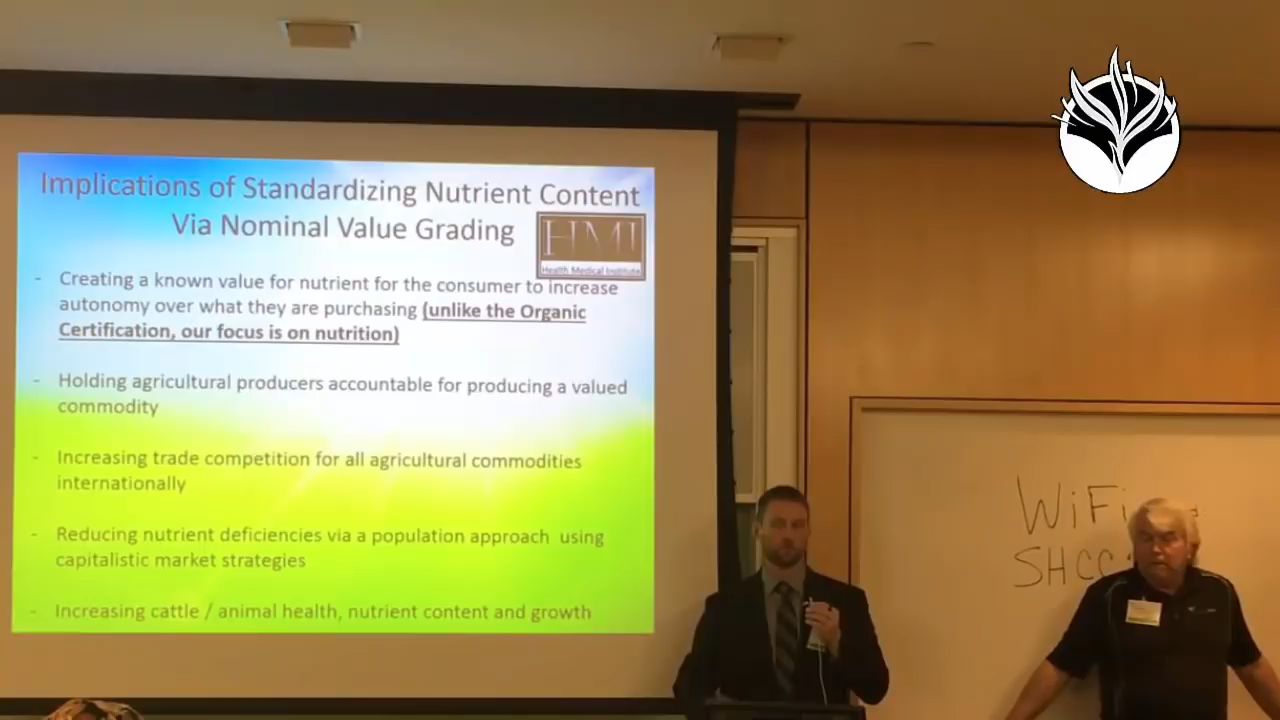 Implications of Standardizing Nutrient Content
Via Nominal Value Grading
HMI
Health Medical Institute
- Creating a known value for nutrient for the consumer to increase
autonomy over what they are purchasing (unlike the Organic
Certification, our focus is on nutrition)
- Holding agricultural producers accountable for producing a valued
commodity
- Increasing trade competition for all agricultural commodities
internationally
- Reducing nutrient deficiencies via a population approach using
capitalistic market strategies
- Increasing cattle / animal health, nutrient content and growth
WiFi
SHCC